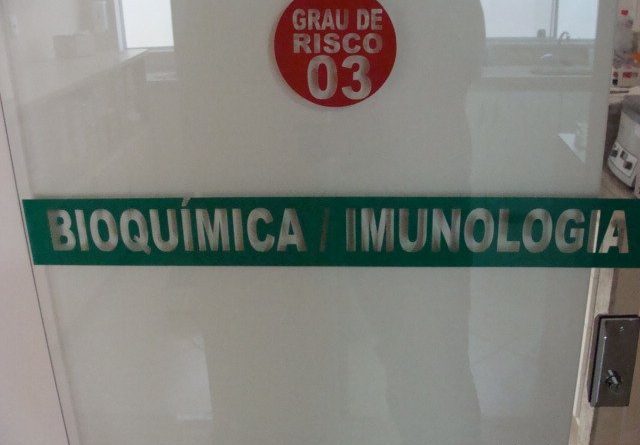 GRAU DE
RISCO
03
BIOQUÍMICA / IMUNOLOGIA